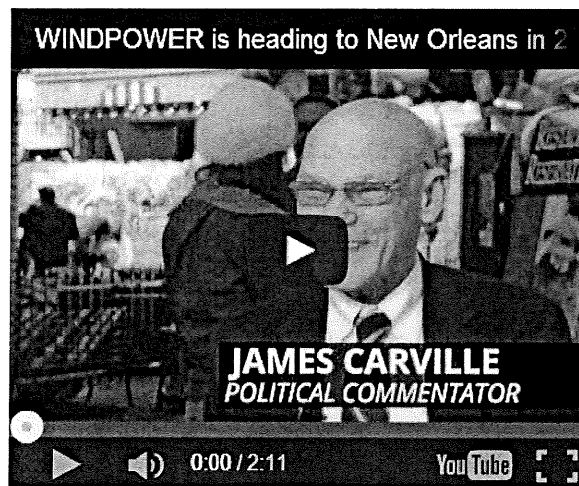 WINDPOWER is heading to New Orleans in 2
JAMES CARVILLE
POLITICAL COMMENTATOR
0:00 / 2:11
YouTube